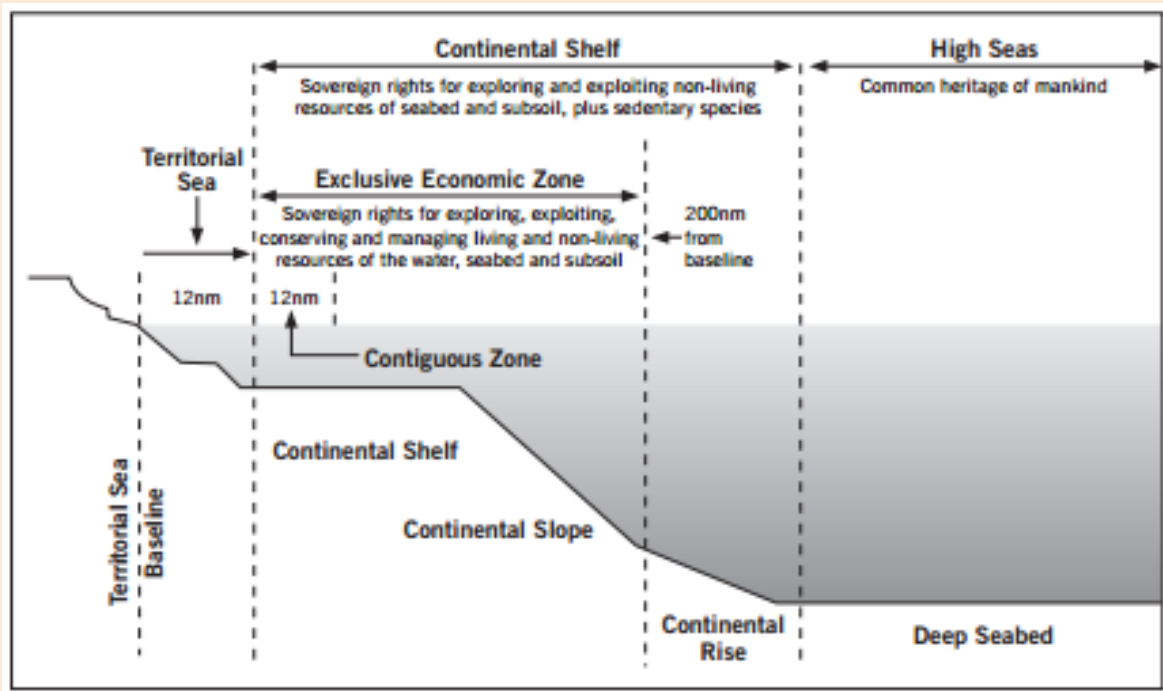 Continental Shelf
Sovereign rights for exploring and exploiting non-living
resources of seabed and subsoil, plus sedentary species
High Seas
Common heritage of mankind
Territorial
Sea
Exclusive Economic Zone
Sovereign rights for exploring, exploiting,
conserving and managing living and non-living
resources of the water, seabed and subsoil
200nm
from
baseline
12nm
12nm
Contiguous Zone
Territorial Sea
Baseline
Continental Shelf
Continental Slope
Continental
Rise
Deep Seabed